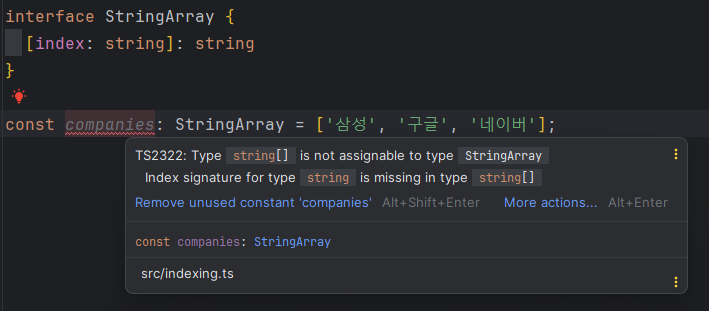 interface StringArray {
[index: string]: string
}
const companies: StringArray = ['삼성', '구글', '네이버'];
TS2322: Type string[] is not assignable to type StringArray
Index signature for type string is missing in type string[]
Remove unused constant 'companies' Alt+Shift+Enter More actions... Alt+Enter
const companies: StringArray
src/indexing.ts